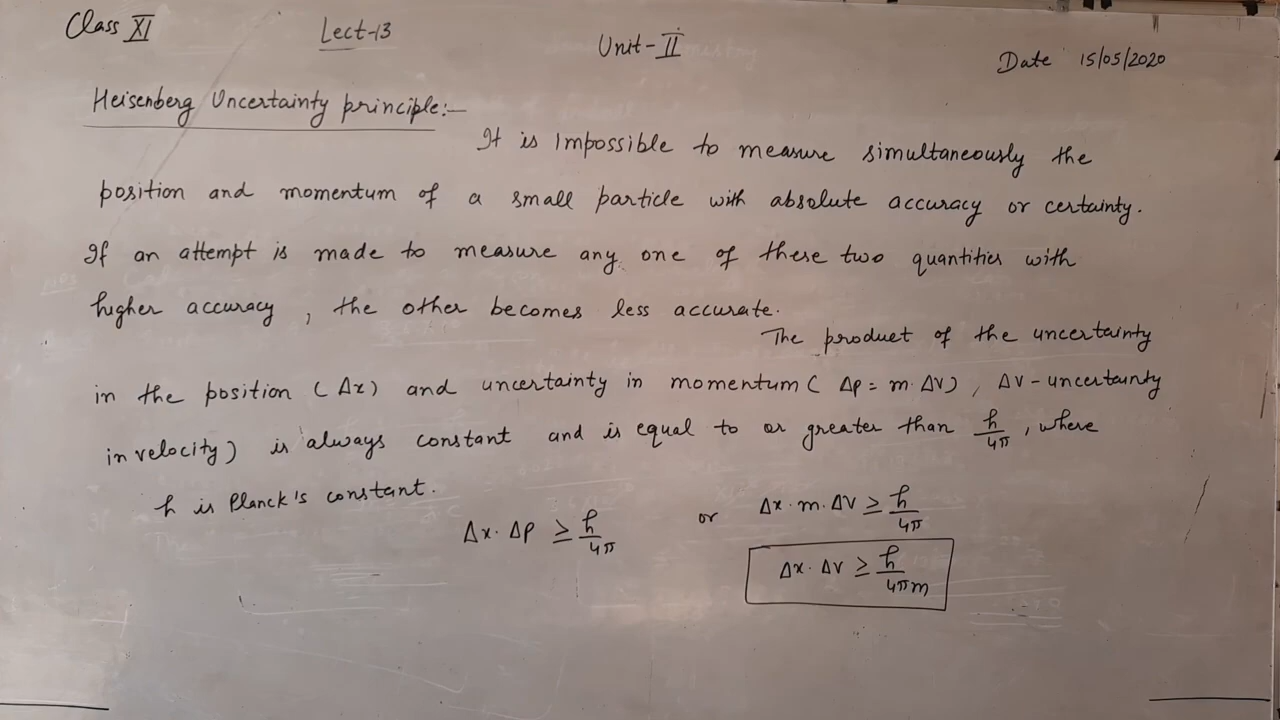 Class XI Lect-13 Unit-II Date 15/05/2020
Heisenberg Uncertainty principle:—
It is Impossible to measure simultaneously the
position and momentum of a small particle with absolute accuracy or certainty.
If an attempt is made to measure any one of these two quantities with
higher accuracy, the other becomes less accurate.
The product of the uncertainty
in the position (Δx) and uncertainty in momentum (Δp = m.Δv), Δv-uncertainty
in velocity) is always constant and is equal to or greater than h/4π, where
h is Planck's constant.
Δx. Δp ≥ h/4π or Δx. m. Δv ≥ h/4π
Δx. Δv ≥ h/4πm